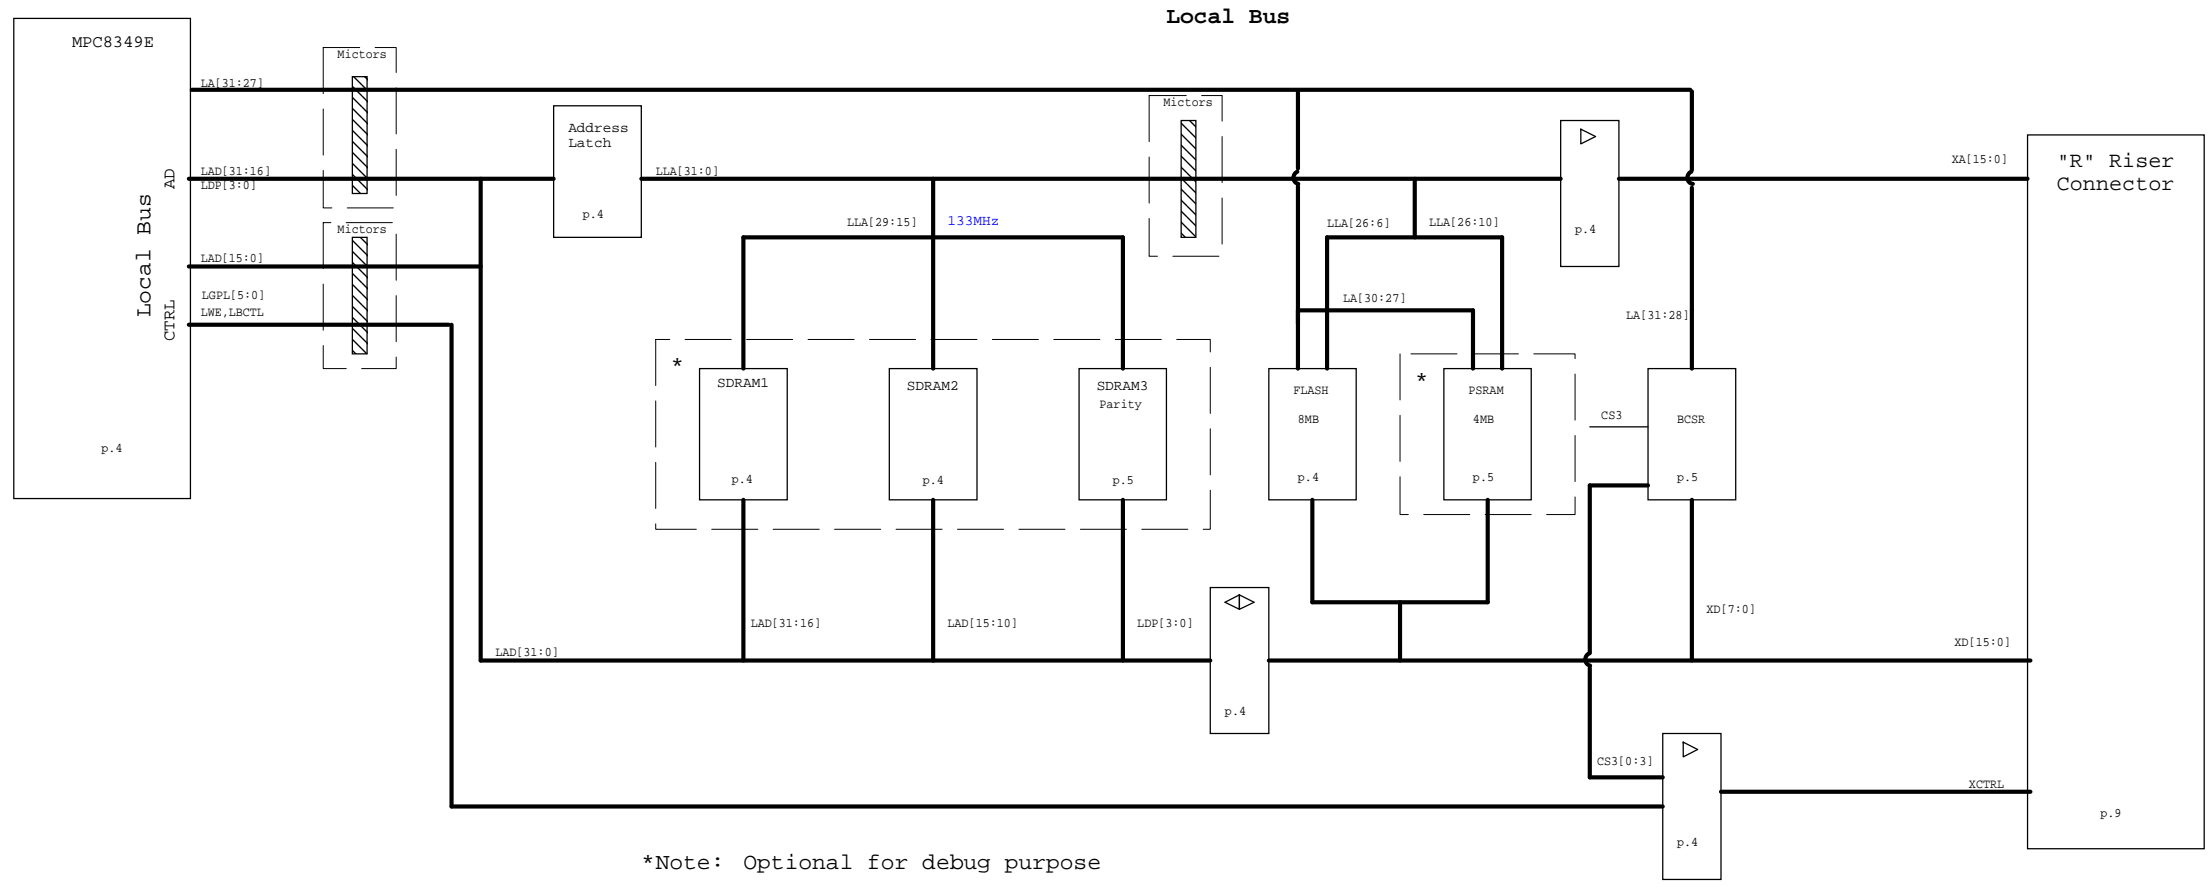 Local Bus
MPC8349E
Mictors
LA[31:27]
Mictors
Address
Latch
p.4
AD
LAD[31:16]
LDP[3:0]
LLA[31:0]
XA[15:0]
"R" Riser
Connector
p.4
Local Bus
Mictors
LLA[29:15]
133MHz
LLA[26:6]
LLA[26:10]
LAD[15:0]
LGPL[5:0]
LWE,LBCTL
CTRL
LA[30:27]
LA[31:28]
*
SDRAM1
p.4
SDRAM2
p.4
SDRAM3
Parity
p.5
FLASH
8MB
p.4
*
PSRAM
4MB
p.5
CS3
BCSR
p.5
p.4
LAD[31:16]
LAD[15:10]
LDP[3:0]
XD[7:0]
LAD[31:0]
XD[15:0]
p.4
CS3[0:3]
XCTRL
p.9
p.4
*Note: Optional for debug purpose